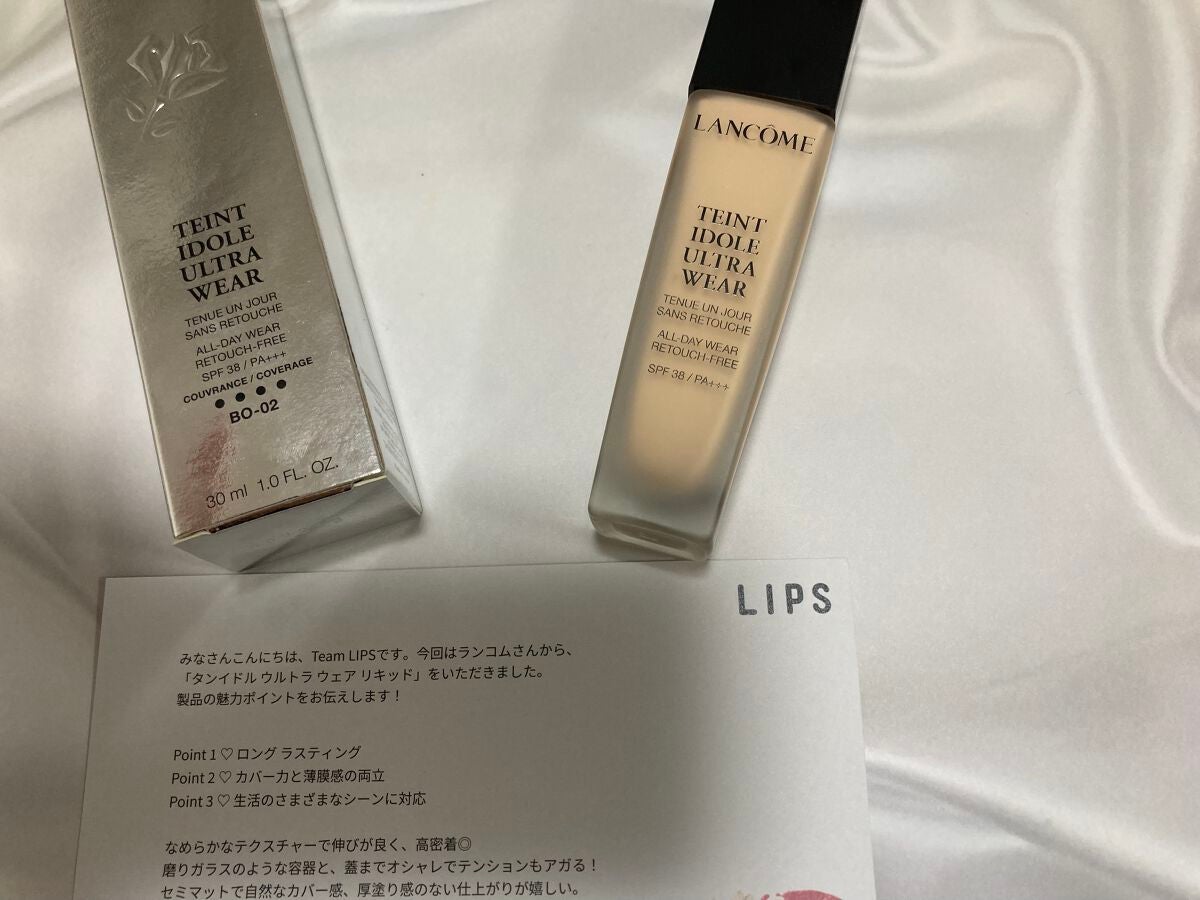 TEINT
IDOLE
ULTRA
WEAR
TENUE UN JOUR
SANS RETOUCHE
ALL-DAY WEAR
RETOUCH-FREE
SPF 38 / PA+++
COUVRANCE / COVERAGE
BO-02
30 ml 1.0 FL. OZ.
LANCÔME
TEINT
IDOLE
ULTRA
WEAR
TENUE UN JOUR
SANS RETOUCHE
ALL-DAY WEAR
RETOUCH-FREE
SPF 38 / PA+++
LIPS
みなさんこんにちは、Team LIPSです。今回はランコムさんから、
「タンイドル ウルトラ ウェア リキッド」をいただきました。
製品の魅力ポイントをお伝えします！
Point 1 ♡ ロング ラスティング
Point 2 ♡ カバー力と薄膜感の両立
Point 3 ♡ 生活のさまざまなシーンに対応
なめらかなテクスチャーで伸びが良く、高密着◎
磨りガラスのような容器と、蓋までオシャレでテンションもアガる！
セミマットで自然なカバー感、厚塗り感のない仕上がりが嬉しい。